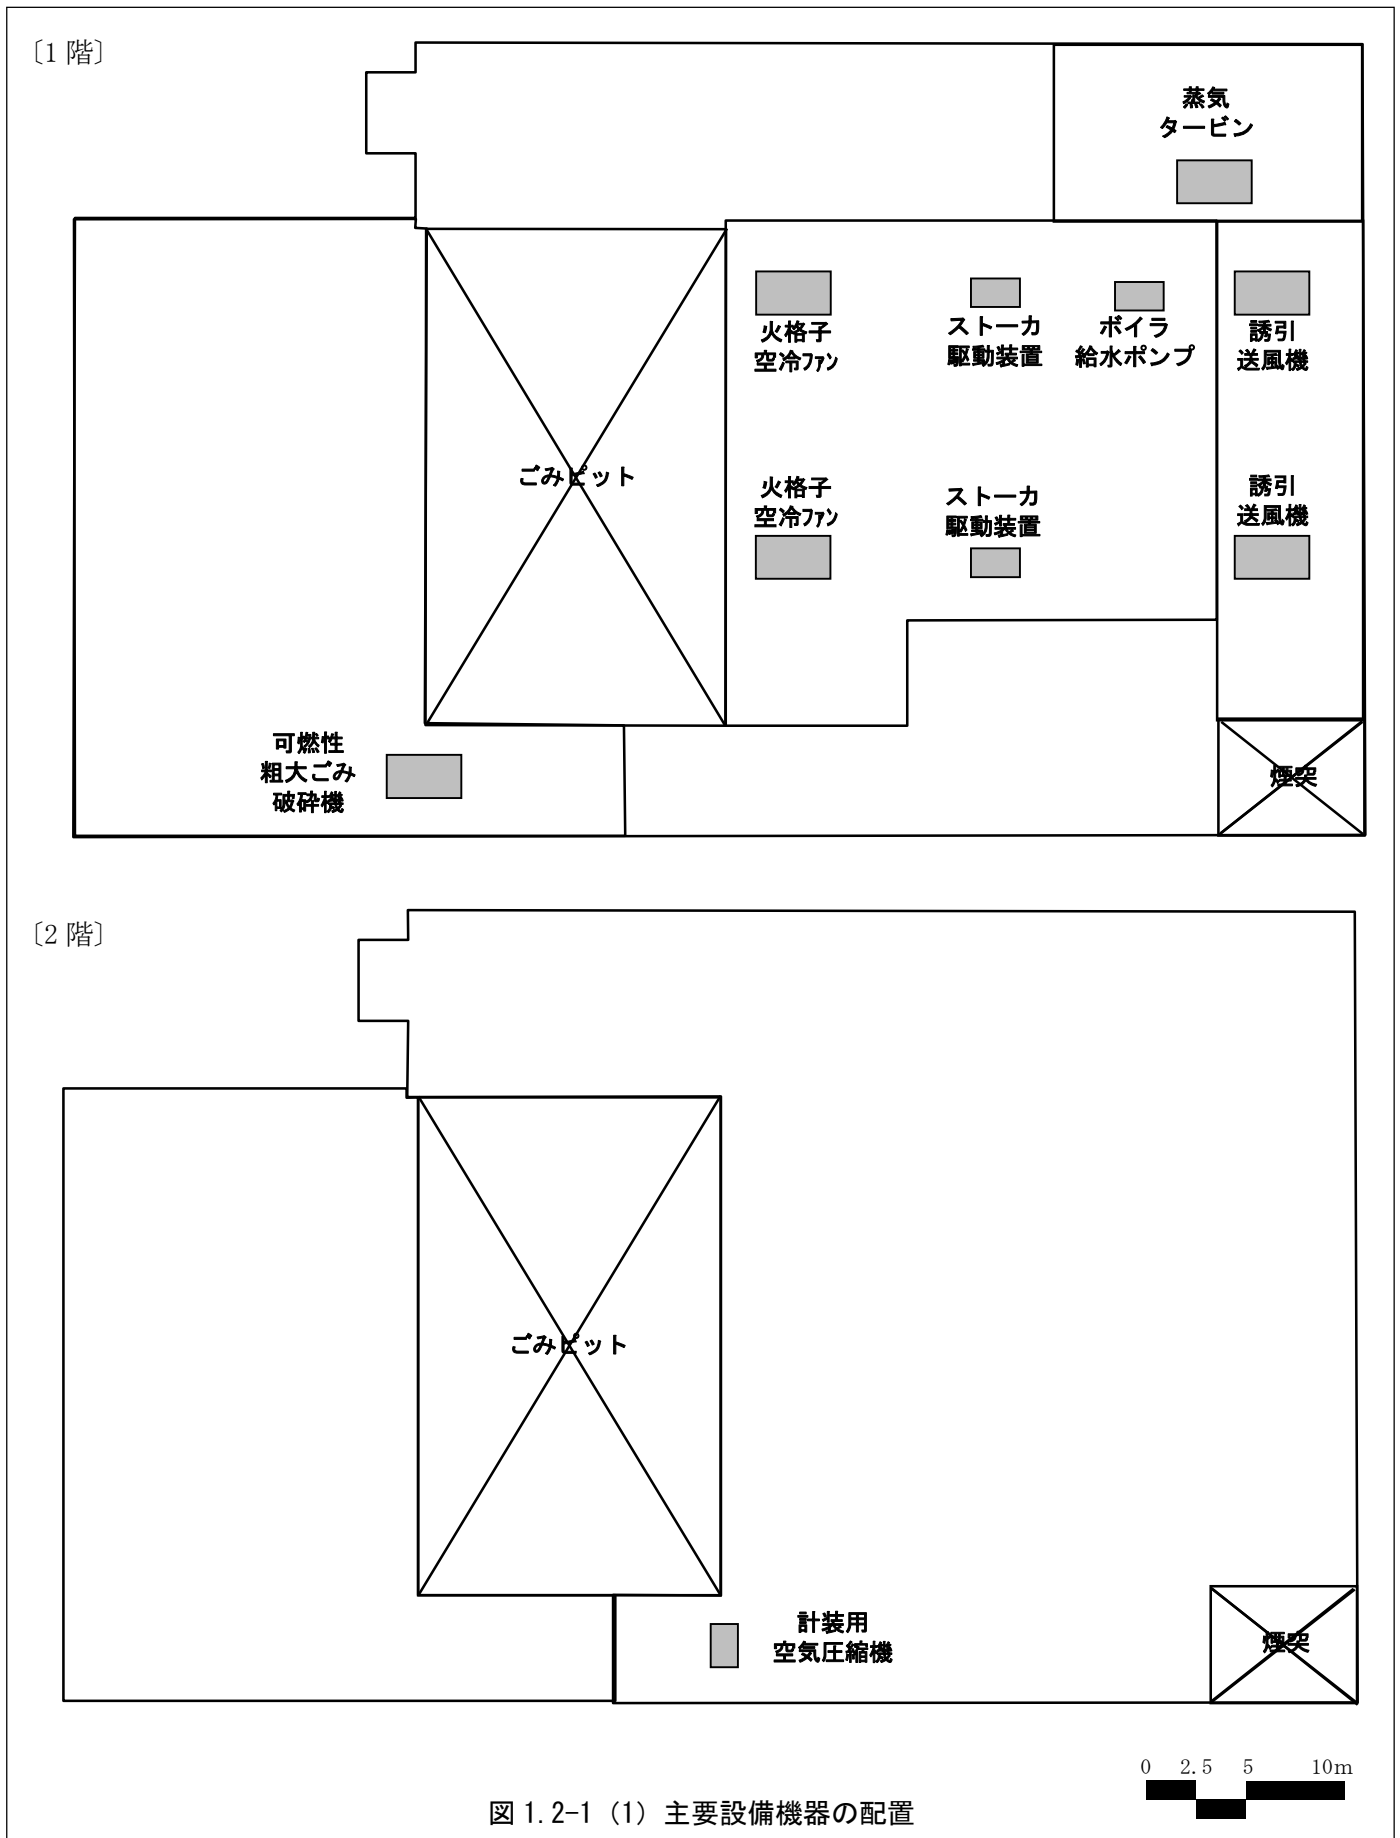 〔1 階〕
蒸気
タービン
火格子
空冷ﾌｧﾝ
ストーカ
駆動装置
ボイラ
給水ポンプ
誘引
送風機
ごみピット
火格子
空冷ﾌｧﾝ
ストーカ
駆動装置
誘引
送風機
可燃性
粗大ごみ
破砕機
煙突
〔2 階〕
ごみピット
計装用
空気圧縮機
煙突
0 2.5 5 10m
図 1.2-1（1）主要設備機器の配置